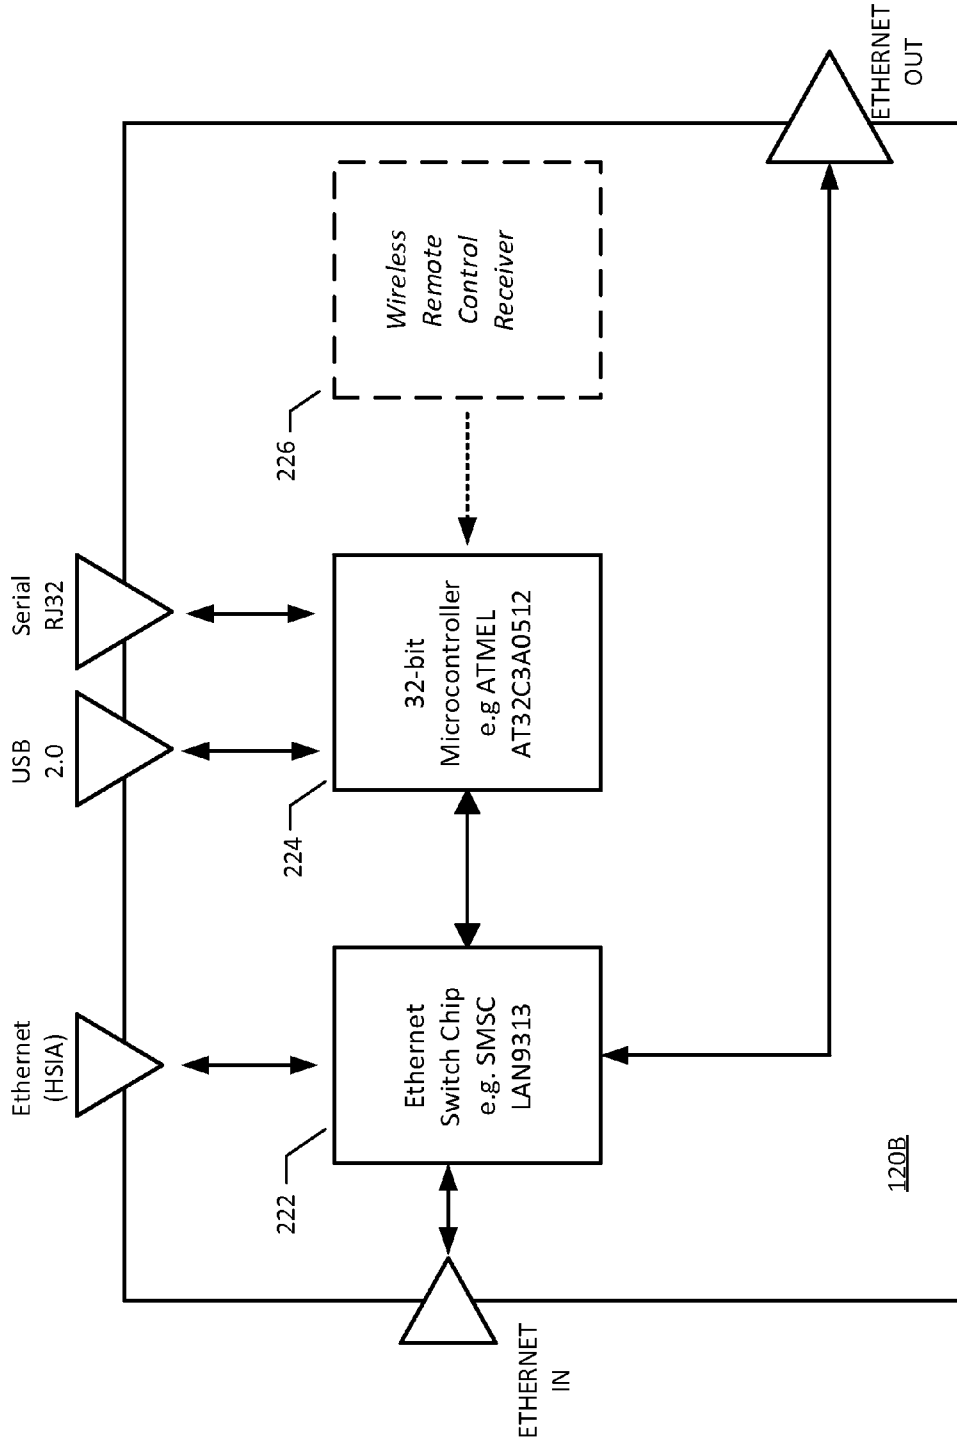 Ethernet
(HSIA)
USB
2.0
Serial
RJ32
222
224
226
ETHERNET
IN
Ethernet
Switch Chip
e.g. SMSC
LAN9313
32-bit
Microcontroller
e.g ATMEL
AT32C3A0512
Wireless
Remote
Control
Receiver
120B
ETHERNET
OUT